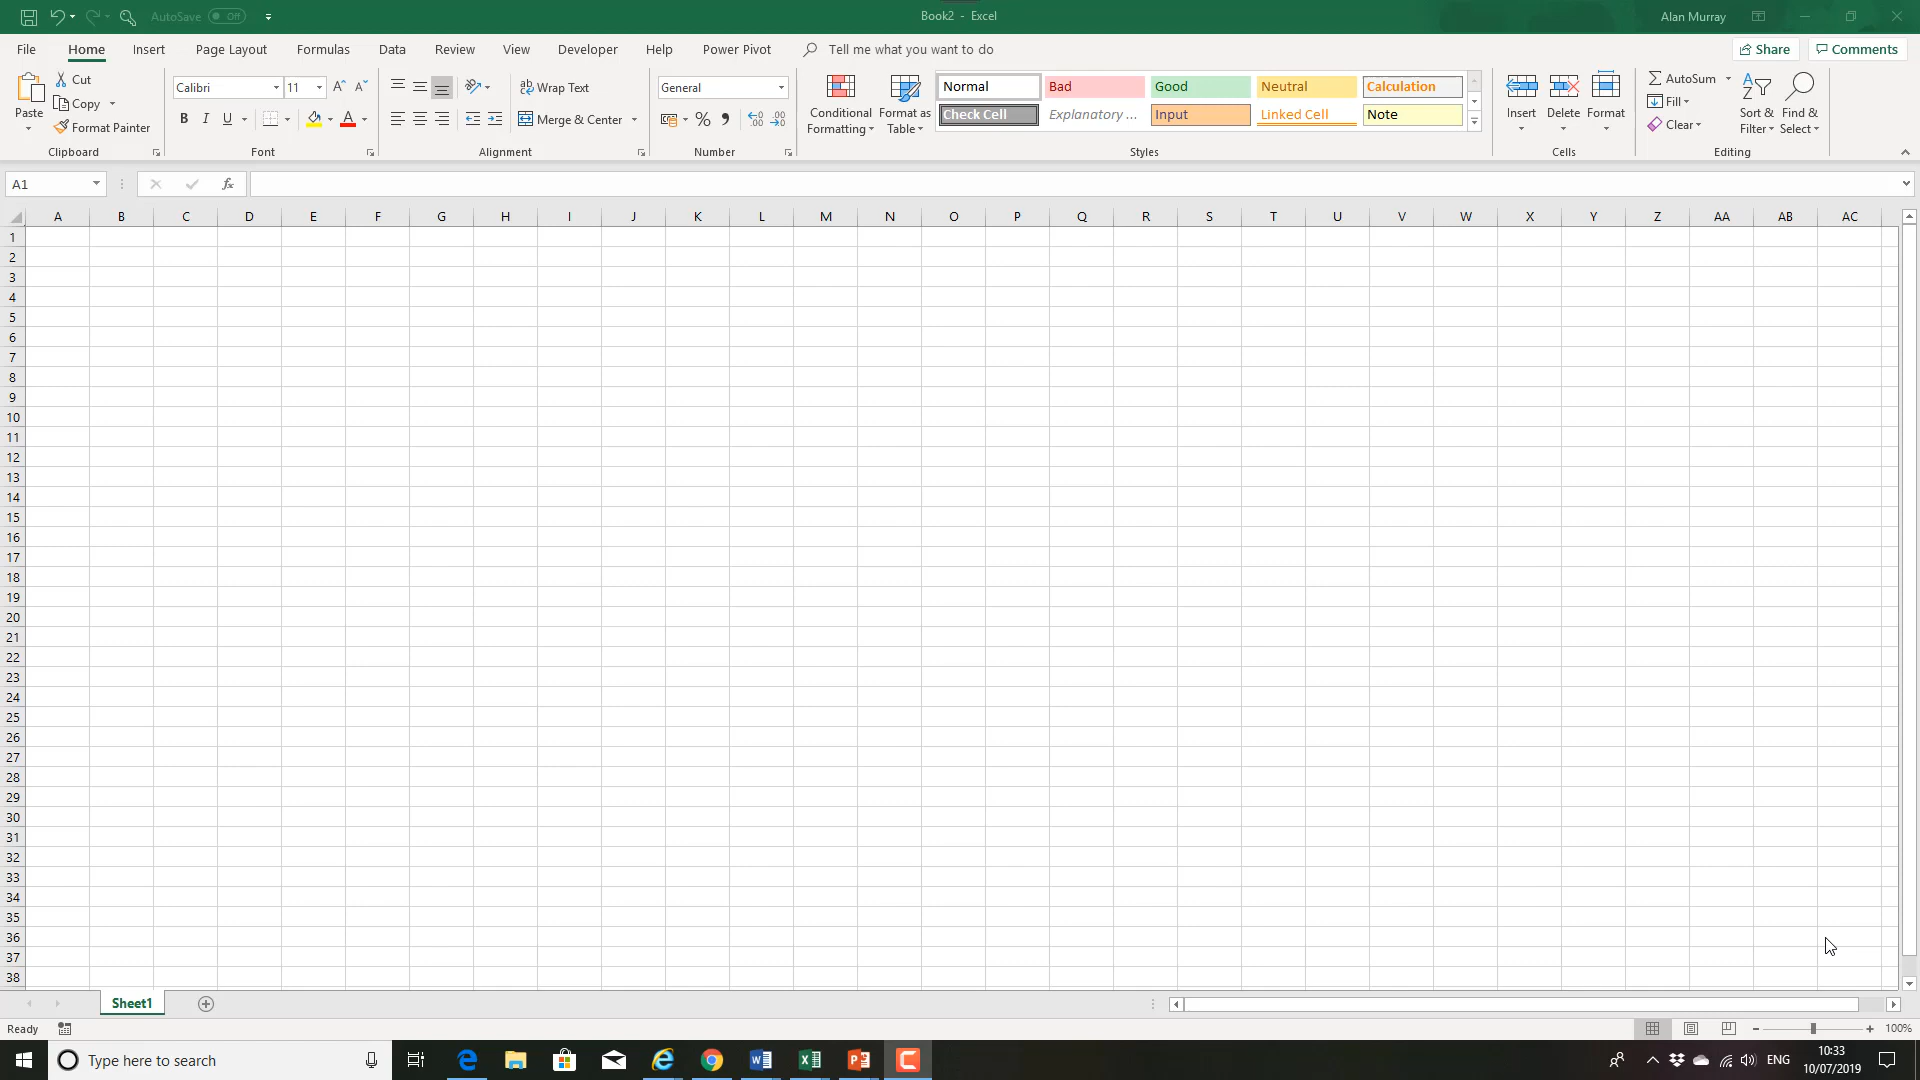 AutoSave Off
Book2 - Excel
Alan Murray
File Home Insert Page Layout Formulas Data Review View Developer Help Power Pivot Tell me what you want to do
Share Comments
Paste
Cut
Copy
Format Painter
Clipboard
Calibri 11
B I U
Font
Wrap Text
Merge & Center
Alignment
General
Number
Conditional Formatting
Format as Table
Normal Bad Good Neutral Calculation
Check Cell Explanatory ... Input Linked Cell Note
Styles
Insert Delete Format
Cells
AutoSum
Fill
Clear
Sort & Filter
Find & Select
Editing
A1 fx
A B C D E F G H I J K L M N O P Q R S T U V W X Y Z AA AB AC
1
2
3
4
5
6
7
8
9
10
11
12
13
14
15
16
17
18
19
20
21
22
23
24
25
26
27
28
29
30
31
32
33
34
35
36
37
38
Sheet1
Ready
100%
Type here to search
ENG
10:33
10/07/2019